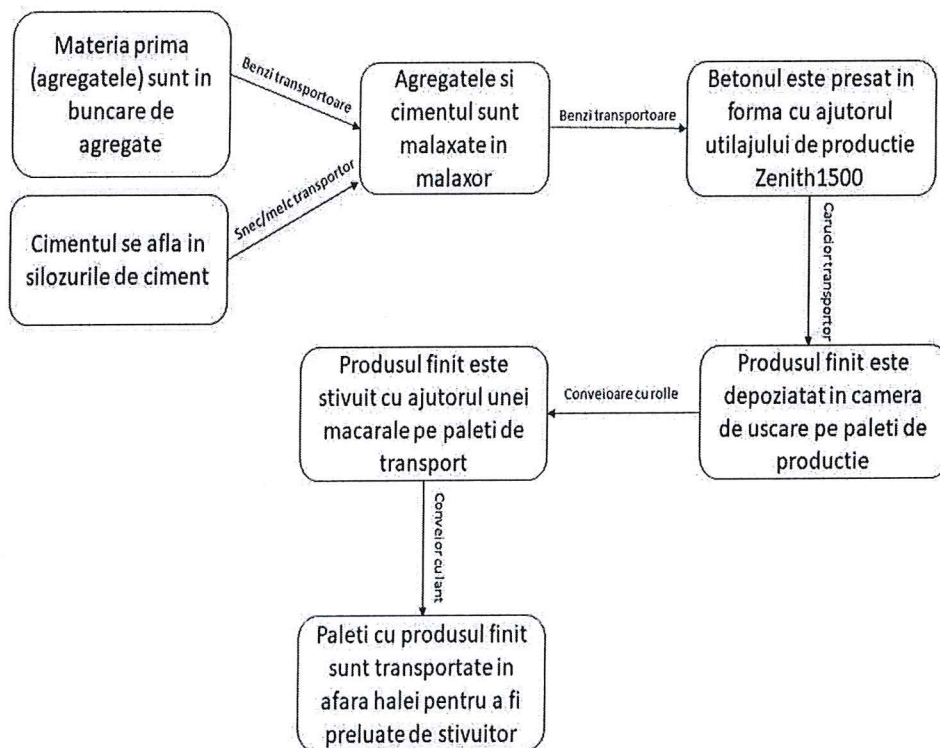 Materia prima
(agregatele) sunt in
buncare de
agregate
Benzi transportoare
Cimentul se afla in
silozurile de ciment
Snec/melc transportor
Agregatele si
cimentul sunt
malaxate in
malaxor
Benzi transportoare
Betonul este presat in
forma cu ajutorul
utilajului de productie
Zenith1500
Carucior transportor
Produsul finit este
depoziatat in camera
de uscare pe paleti de
productie
Conveioare cu rolle
Produsul finit este
stivuit cu ajutorul unei
macarale pe paleti de
transport
Conveior cu lant
Paleti cu produsul finit
sunt transportate in
afara halei pentru a fi
preluate de stivuitor